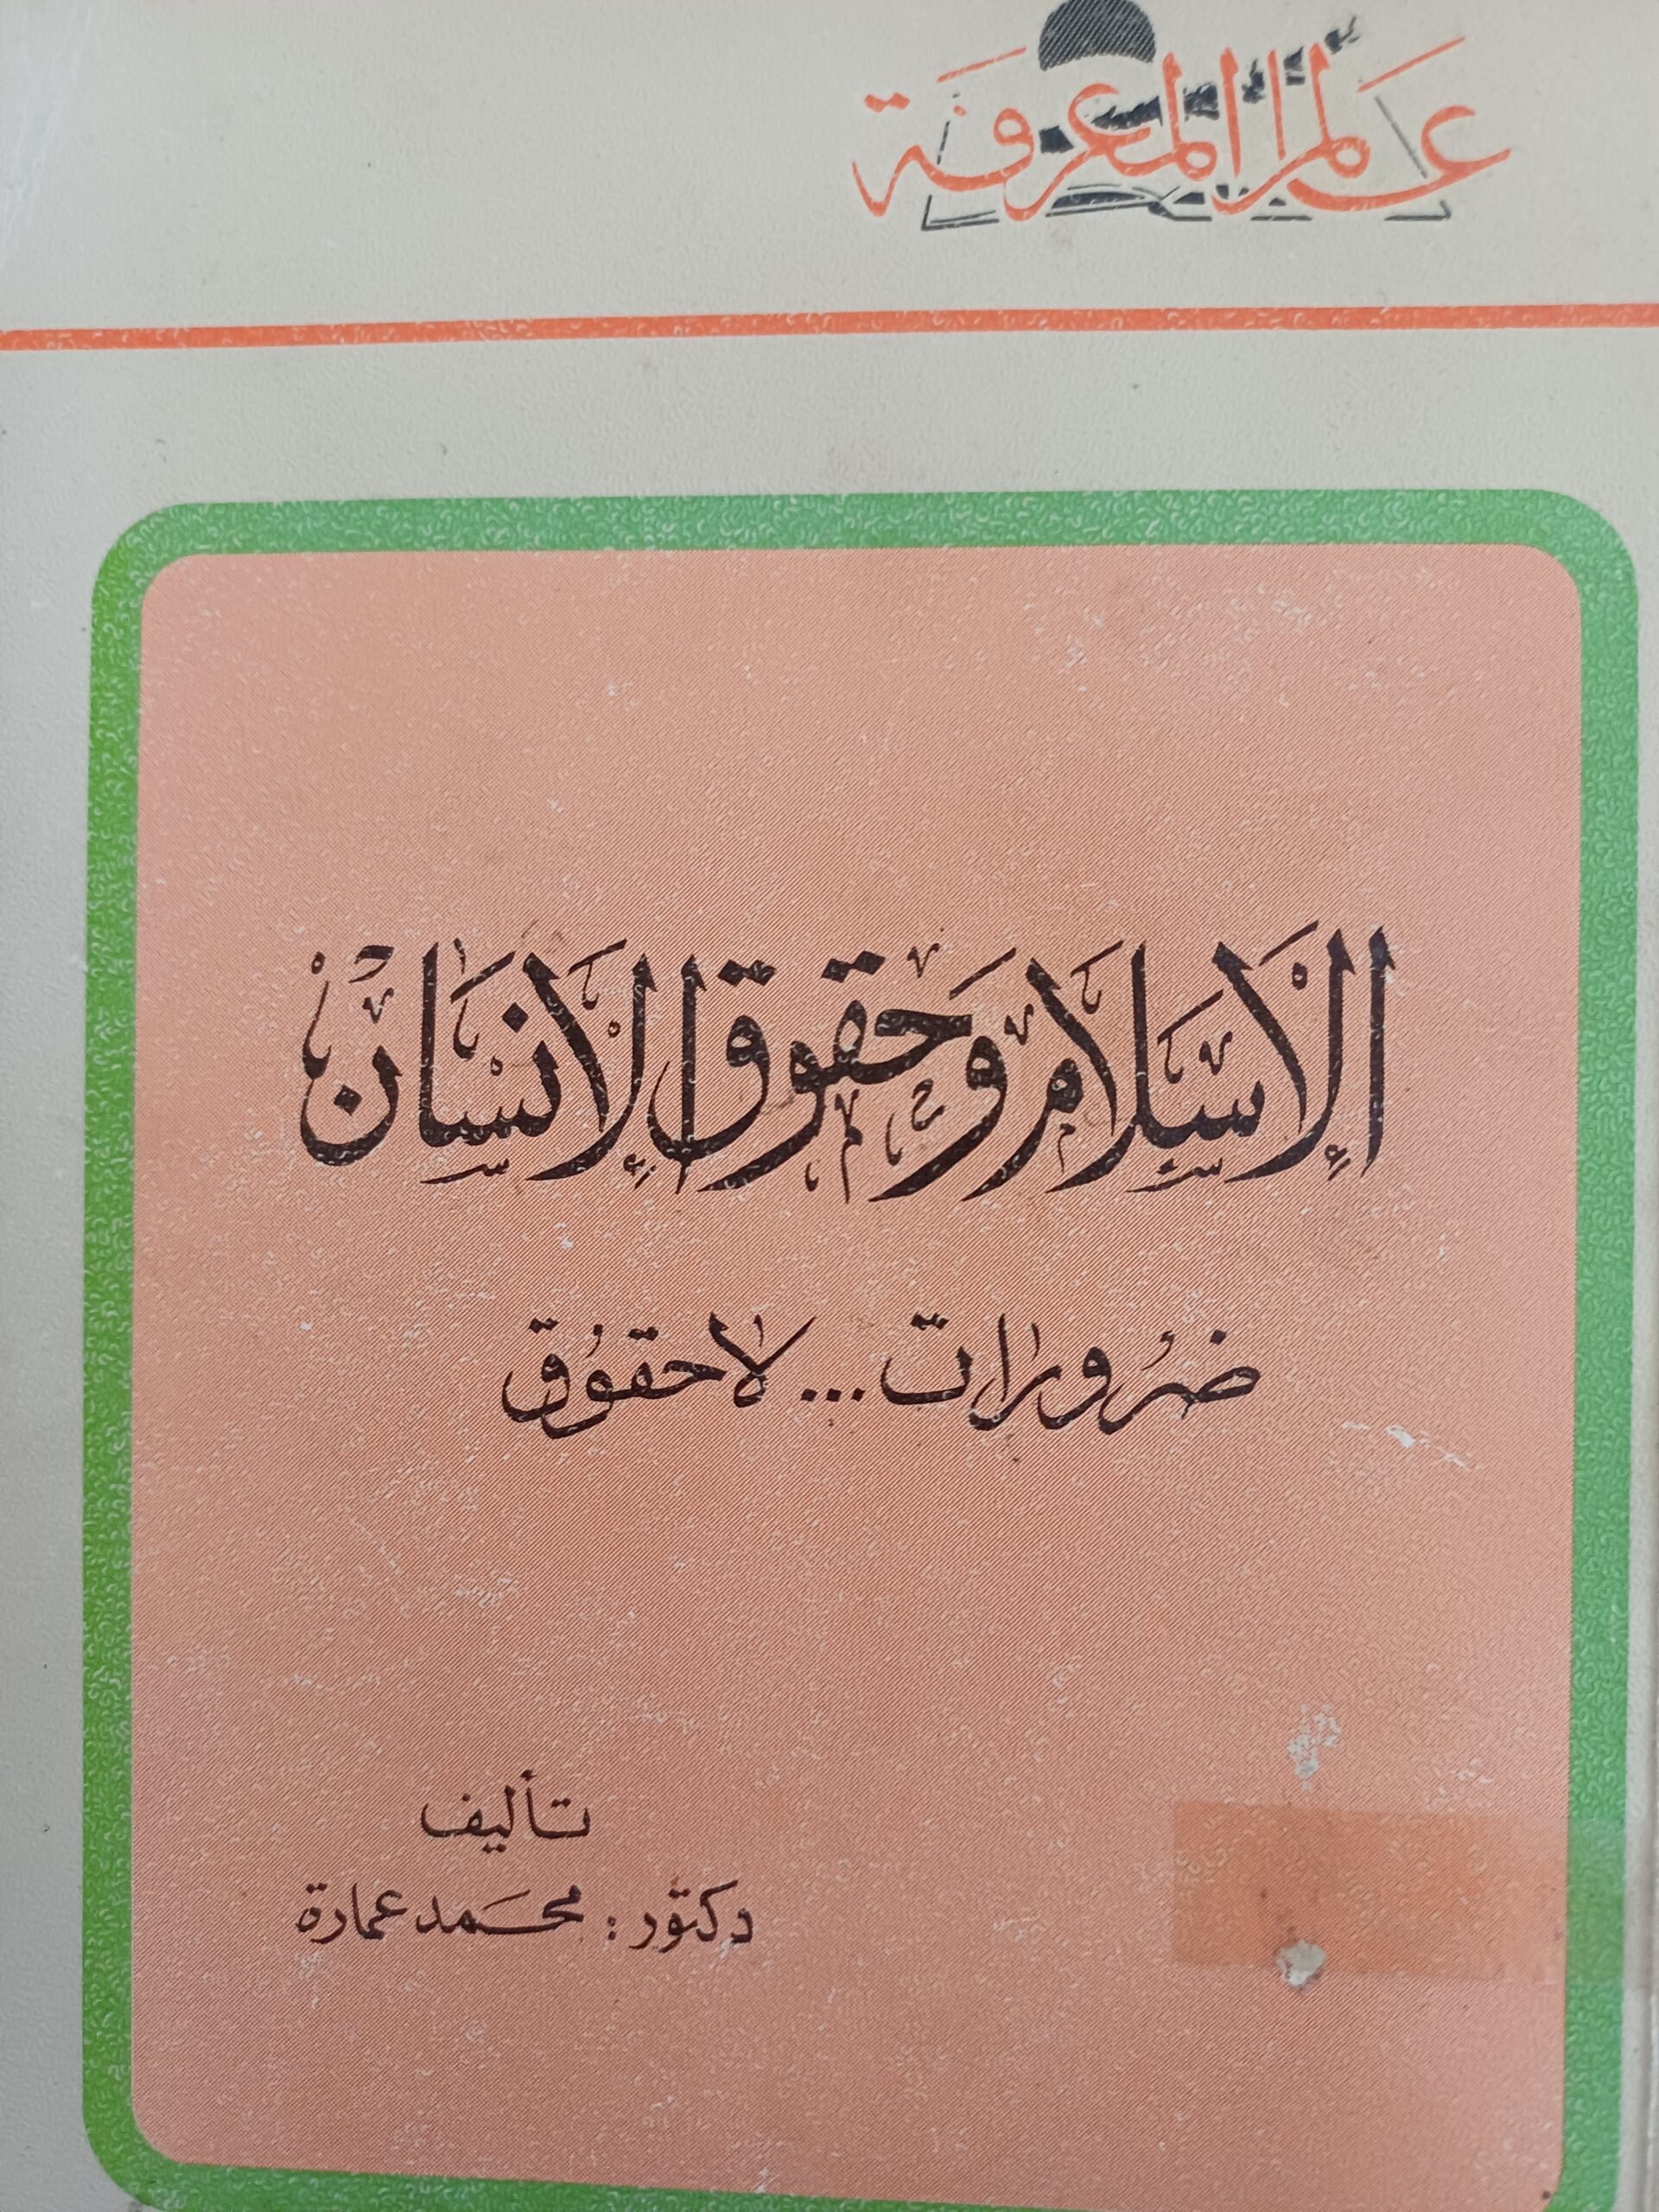 عالم المعرفة
الإسلام وحقوق الإنسان
ضرورات... لا حقوق
تأليف
دكتور : محمد عمارة